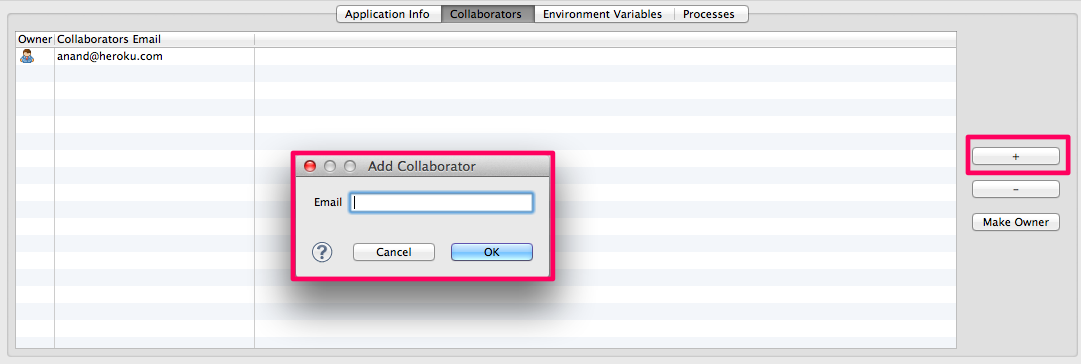 Application Info Collaborators Environment Variables Processes
Owner Collaborators Email
anand@heroku.com
Add Collaborator
Email
? Cancel OK
+
-
Make Owner